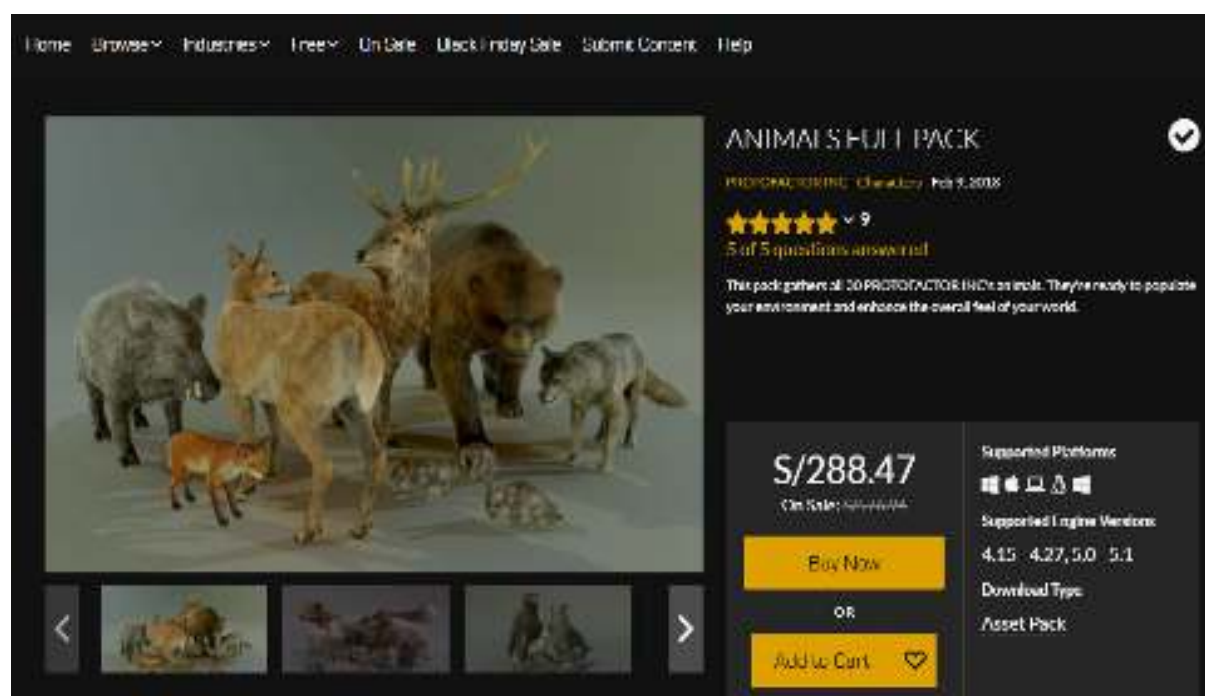 Home Browse Industries Free On Sale Black Friday Sale Submit Content Help
ANIMALS FULL PACK
PROTOFACTOR INC Characters Feb 9, 2018
9
5 of 5 questions answered
This pack gathers all PROTOFACTOR INC's animals. They're ready to populate
your environment and enhance the overall feel of your world.
S/288.47
On Sale:
Buy Now
OR
Add to Cart
Supported Platforms
Supported Engine Versions
4.15 4.27, 5.0 5.1
Download Type
Asset Pack